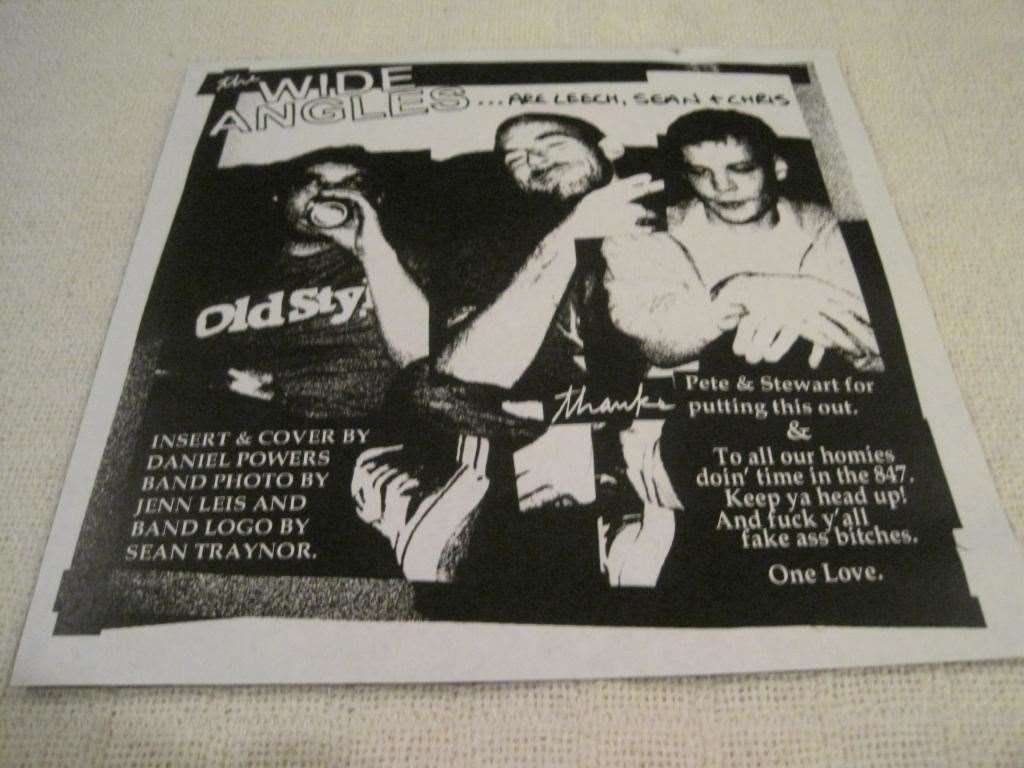 the WIDE
ANGLES ... ARE LEECH, SEAN + CHRIS
Old Sty
INSERT & COVER BY
DANIEL POWERS
BAND PHOTO BY
JENN LEIS AND
BAND LOGO BY
SEAN TRAYNOR.
thanks
Pete & Stewart for
putting this out.
&
To all our homies
doin' time in the 847.
Keep ya head up!
And fuck y'all
fake ass bitches.
One Love.